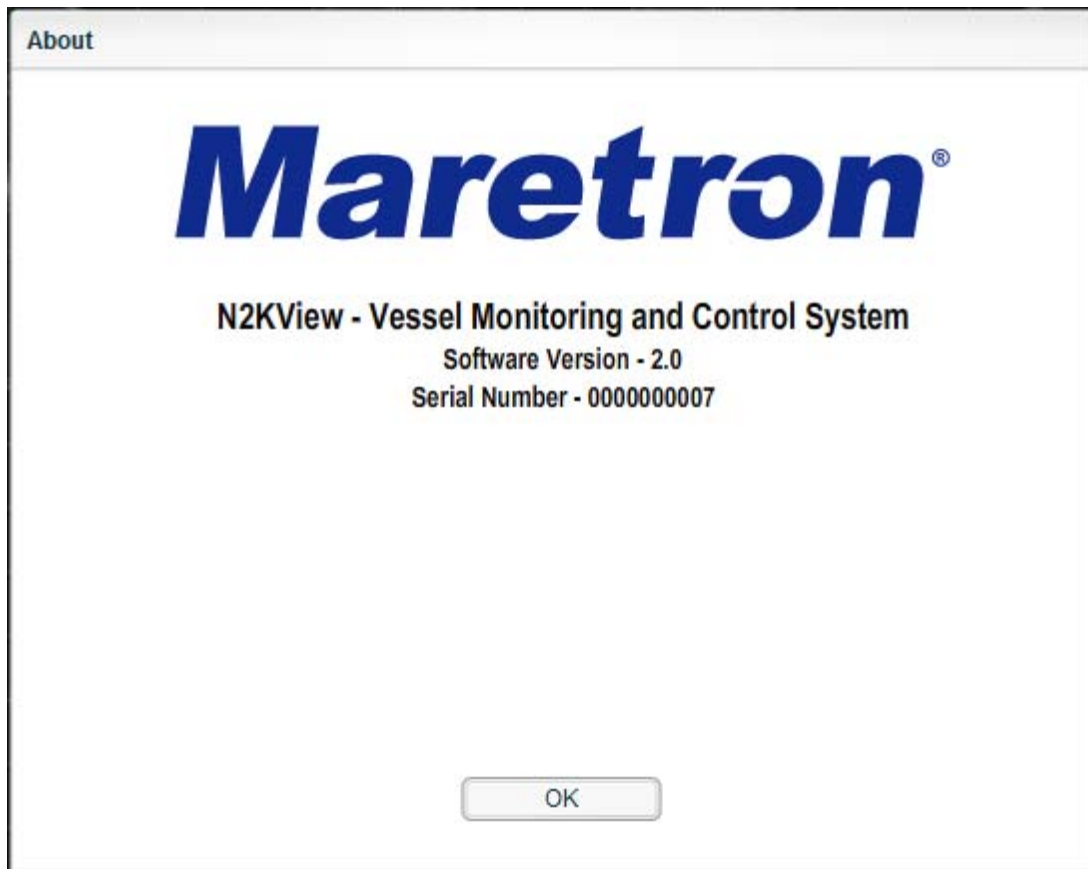 About
Maretron®
N2KView - Vessel Monitoring and Control System
Software Version - 2.0
Serial Number - 0000000007
OK